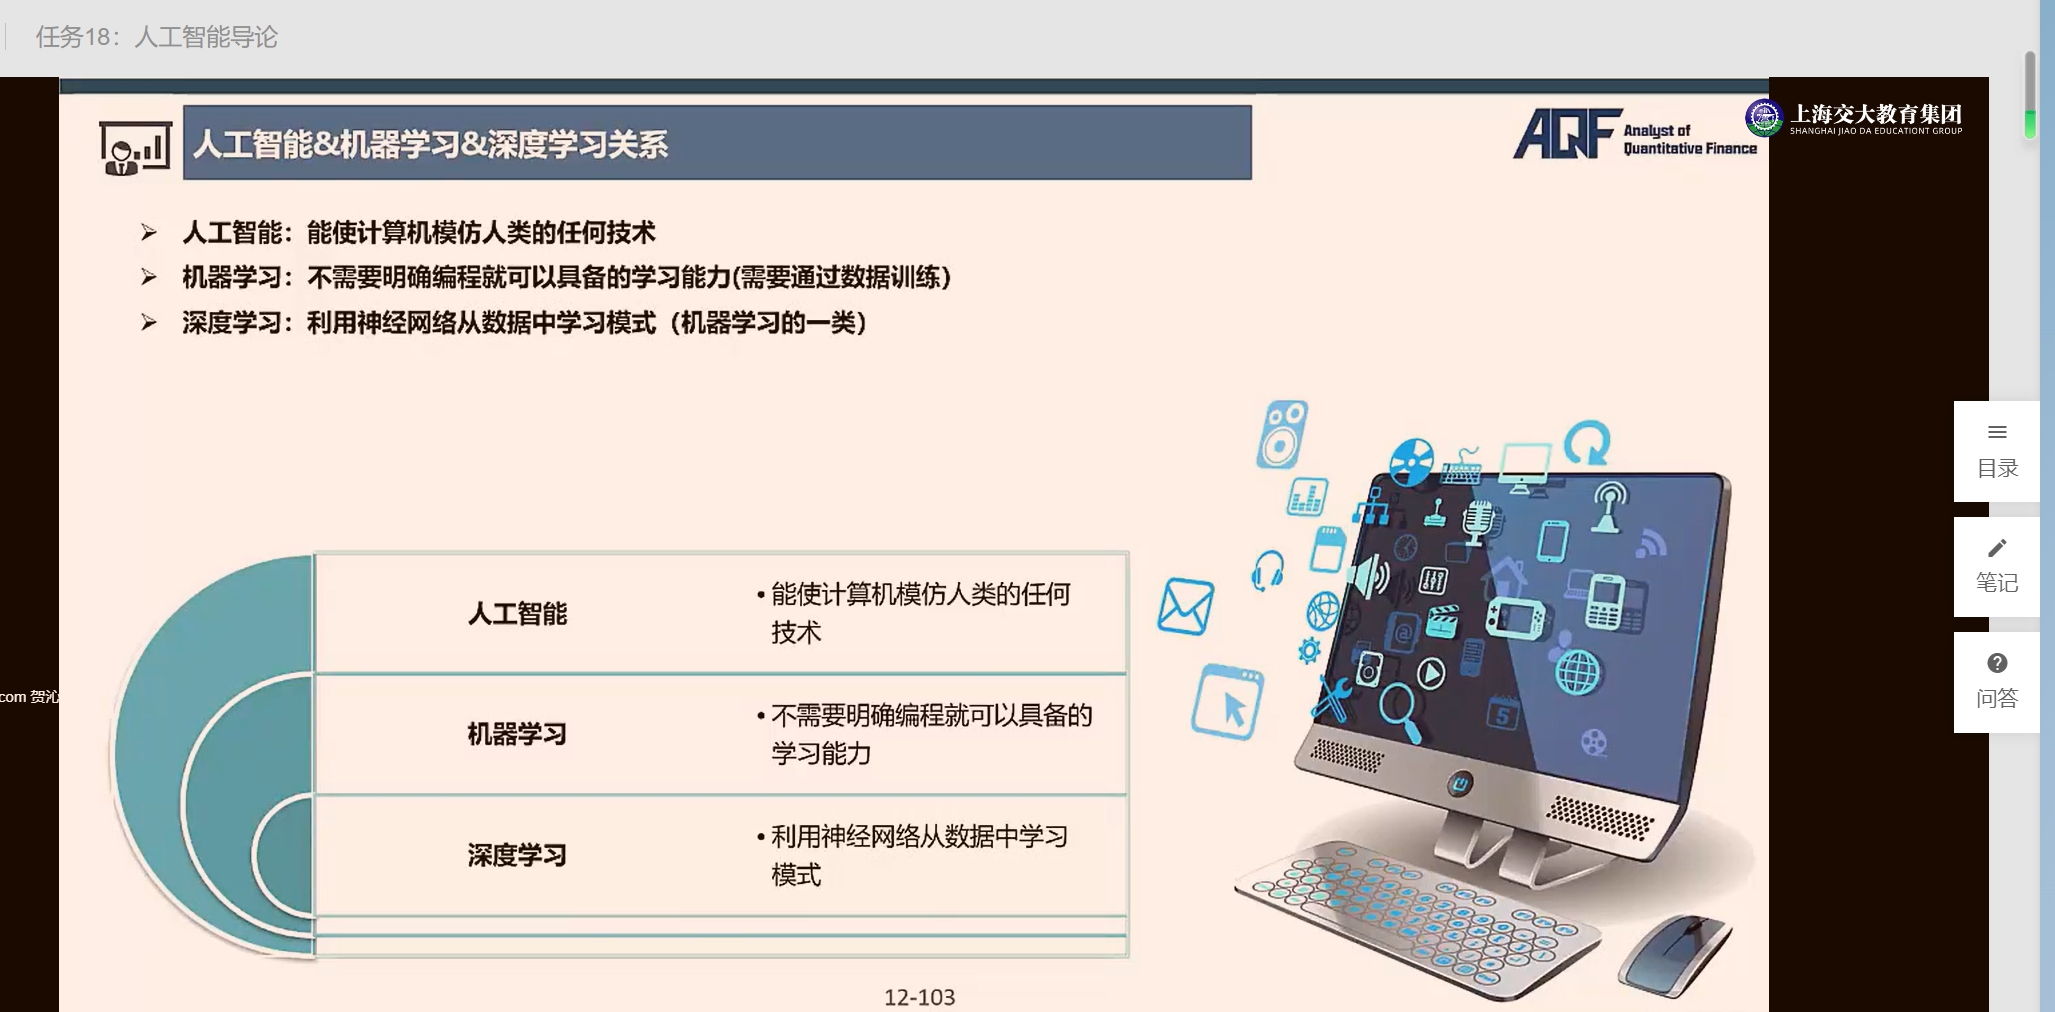 任务18：人工智能导论
人工智能&机器学习&深度学习关系
AQF
Analyst of
Quantitative Finance
上海交大教育集团
SHANGHAI JIAO DA EDUCATIONT GROUP
人工智能：能使计算机模仿人类的任何技术
机器学习：不需要明确编程就可以具备的学习能力(需要通过数据训练）
深度学习：利用神经网络从数据中学习模式（机器学习的一类）
目录
笔记
问答
com 贺沁
人工智能
•能使计算机模仿人类的任何
技术
机器学习
•不需要明确编程就可以具备的
学习能力
深度学习
•利用神经网络从数据中学习
模式
5
12-103